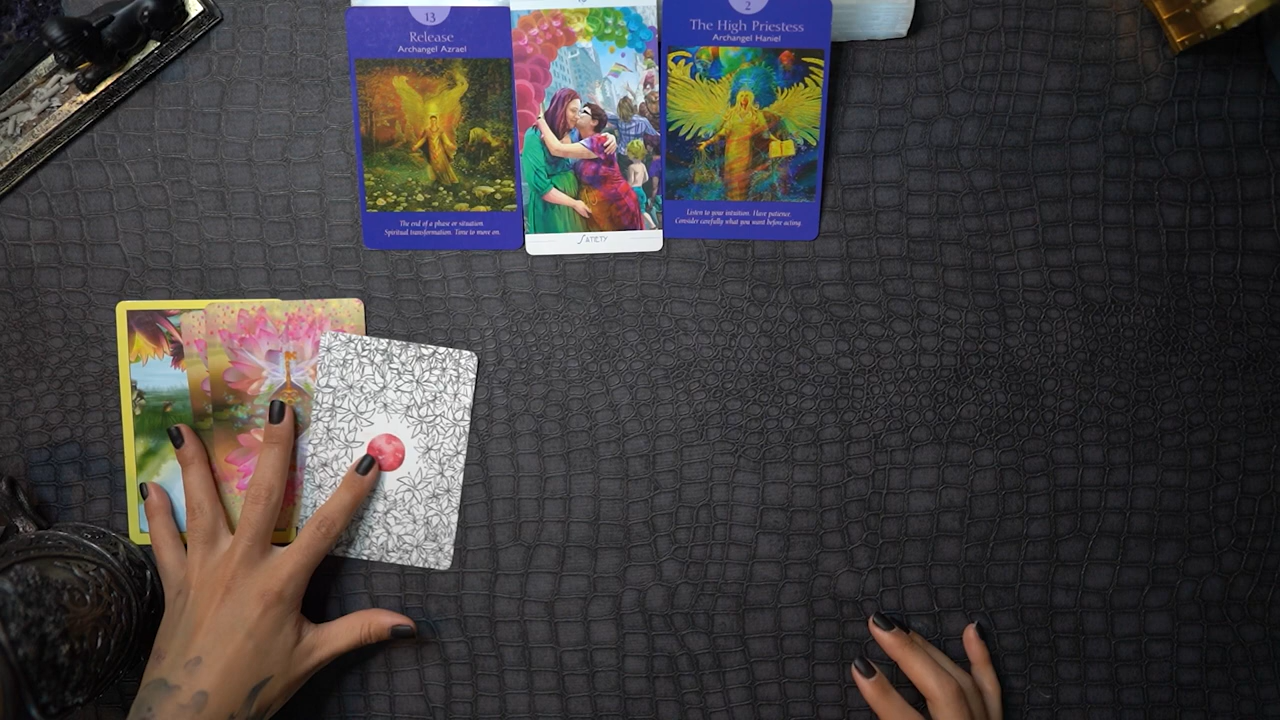 13
Release
Archangel Azrael
The end of a phase or situation.
Spiritual transformation. Time to move on.
SATIETY
2
The High Priestess
Archangel Haniel
Listen to your intuition. Have patience.
Consider carefully what you want before acting.